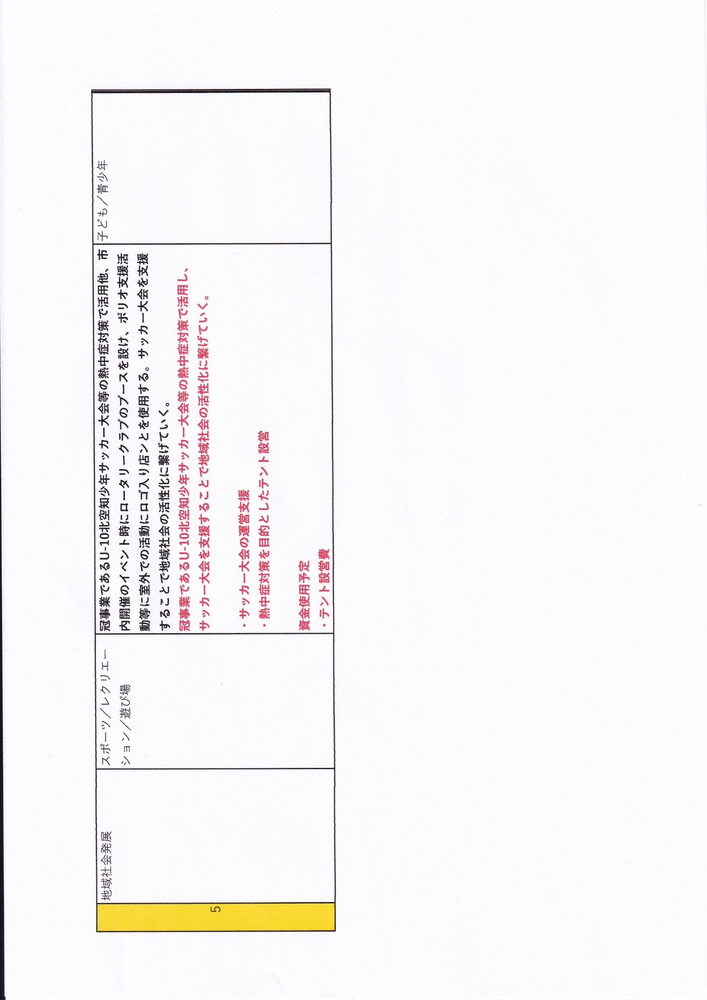 5
地域社会発展
スポーツ／レクリエー
ション／遊び場
冠事業であるU-10北空知少年サッカー大会等の熱中症対策で活用他、市
内開催のイベント時にロータリークラブのブースを設け、ポリオ支援活
動等に室外での活動にロゴ入り店ンとを使用する。サッカー大会を支援
することで地域社会の活性化に繋げていく。
冠事業であるU-10北空知少年サッカー大会等の熱中症対策で活用し、
サッカー大会を支援することで地域社会の活性化に繋げていく。
・サッカー大会の運営支援
・熱中症対策を目的としたテント設営
資金使用予定
・テント設営費
子ども／青少年